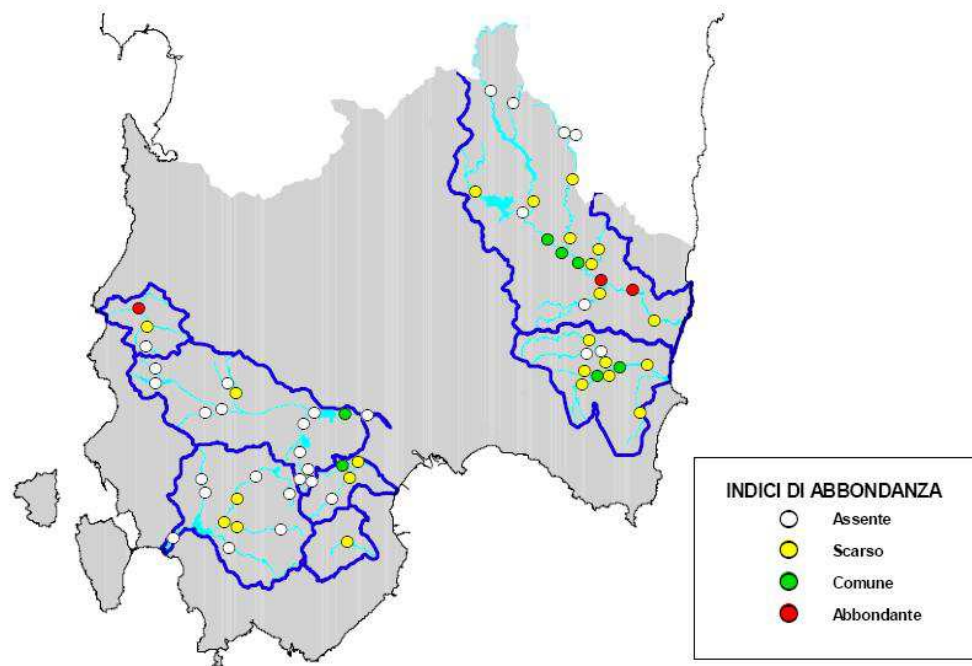 INDICI DI ABBONDANZA
Assente
Scarso
Comune
Abbondante